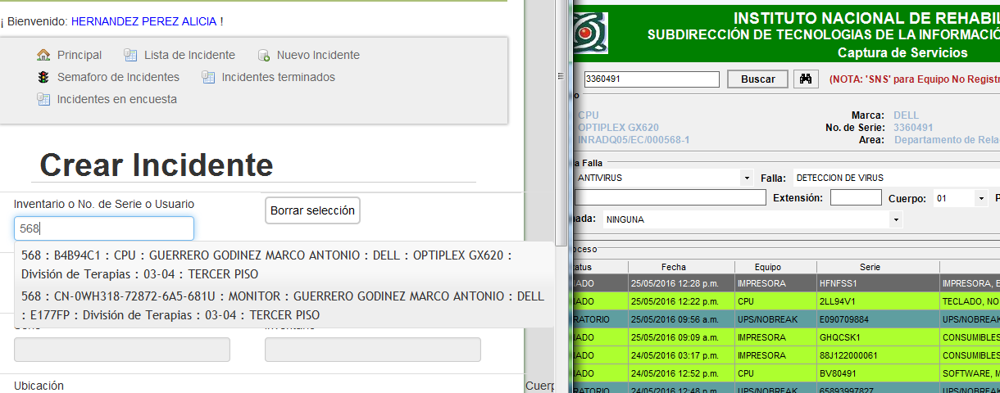 ¡ Bienvenido: HERNANDEZ PEREZ ALICIA !
Principal Lista de Incidente Nuevo Incidente
Semaforo de Incidentes Incidentes terminados
Incidentes en encuesta
Crear Incidente
Inventario o No. de Serie o Usuario
Borrar selección
568
568 : B4B94C1 : CPU : GUERRERO GODINEZ MARCO ANTONIO : DELL : OPTIPLEX GX620 :
División de Terapias : 03-04 : TERCER PISO
568 : CN-0WH318-72872-6A5-681U : MONITOR : GUERRERO GODINEZ MARCO ANTONIO : DELL
: E177FP : División de Terapias : 03-04 : TERCER PISO
Ubicación
Cuerp
INSTITUTO NACIONAL DE REHABIL
SUBDIRECCIÓN DE TECNOLOGIAS DE LA INFORMACIÓ
Captura de Servicios
3360491 Buscar (NOTA: 'SNS' para Equipo No Registr
o
CPU Marca: DELL
OPTIPLEX GX620 No. de Serie: 3360491
INRADQ05/EC/000568-1 Area: Departamento de Rela
a Falla
ANTIVIRUS Falla: DETECCION DE VIRUS
Extensión: Cuerpo: 01 P
nada: NINGUNA
oceso
tatus Fecha Equipo Serie
NADO 25/05/2016 12:28 p.m. IMPRESORA HFNFSS1 IMPRESORA, E
NADO 25/05/2016 12:22 p.m. CPU 2LL94V1 TECLADO, NO
RATORIO 25/05/2016 09:56 a.m. UPS/NOBREAK E090709884 UPS/NOBREAK
NADO 25/05/2016 09:09 a.m. IMPRESORA GHQCSK1 CONSUMIBLES
NADO 24/05/2016 03:17 p.m. IMPRESORA 88J122000061 CONSUMIBLES
NADO 24/05/2016 12:52 p.m. CPU BV80491 SOFTWARE, M
RATORIO 24/05/2016 12:48 p.m. UPS/NOBREAK 65893997827 UPS/NOBREAK